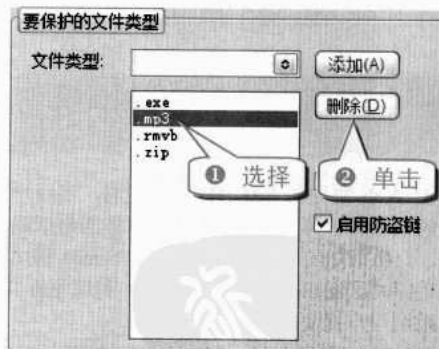 要保护的文件类型
文件类型:
添加(A)
.exe
删除(D)
.mp3
.rmvb
.zip
❶ 选择
❷ 单击
启用防盗链